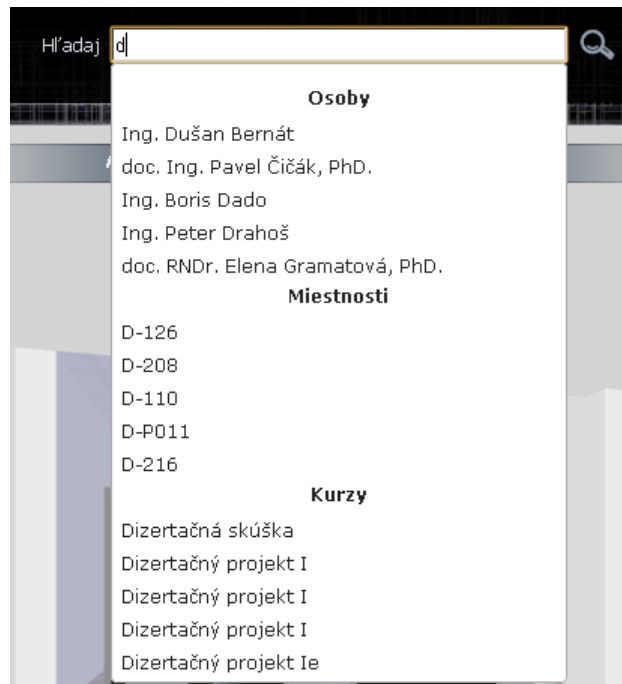 Hľadaj d
Osoby
Ing. Dušan Bernát
doc. Ing. Pavel Čičák, PhD.
Ing. Boris Dado
Ing. Peter Drahoš
doc. RNDr. Elena Gramatová, PhD.
Miestnosti
D-126
D-208
D-110
D-P011
D-216
Kurzy
Dizertačná skúška
Dizertačný projekt I
Dizertačný projekt I
Dizertačný projekt I
Dizertačný projekt Ie